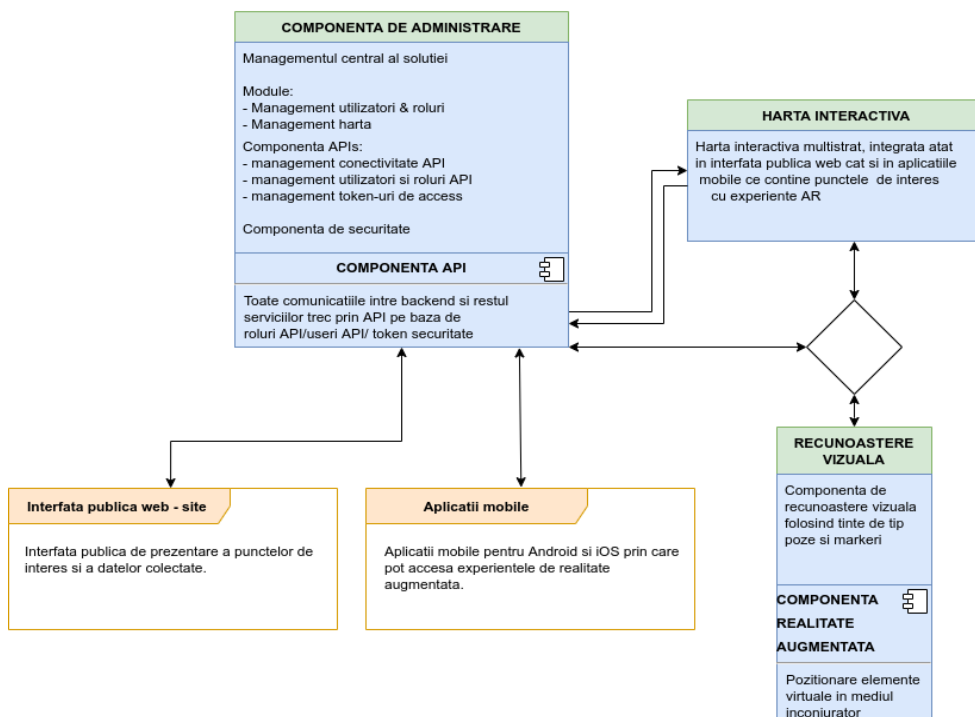 COMPONENTA DE ADMINISTRARE
Managementul central al solutiei
Module:
- Management utilizatori & roluri
- Management harta
Componenta APIs:
- management conectivitate API
- management utilizatori si roluri API
- management token-uri de access
Componenta de securitate
COMPONENTA API
Toate comunicatiile intre backend si restul
serviciilor trec prin API pe baza de
roluri API/useri API/ token securitate
HARTA INTERACTIVA
Harta interactiva multistrat, integrata atat
in interfata publica web cat si in aplicatiile
mobile ce contine punctele de interes
cu experiente AR
Interfata publica web - site
Interfata publica de prezentare a punctelor de
interes si a datelor colectate.
Aplicatii mobile
Aplicatii mobile pentru Android si iOS prin care
pot accesa experientele de realitate
augmentata.
RECUNOASTERE
VIZUALA
Componenta de
recunoastere vizuala
folosind tinte de tip
poze si markeri
COMPONENTA
REALITATE
AUGMENTATA
Pozitionare elemente
virtuale in mediul
inconjurator